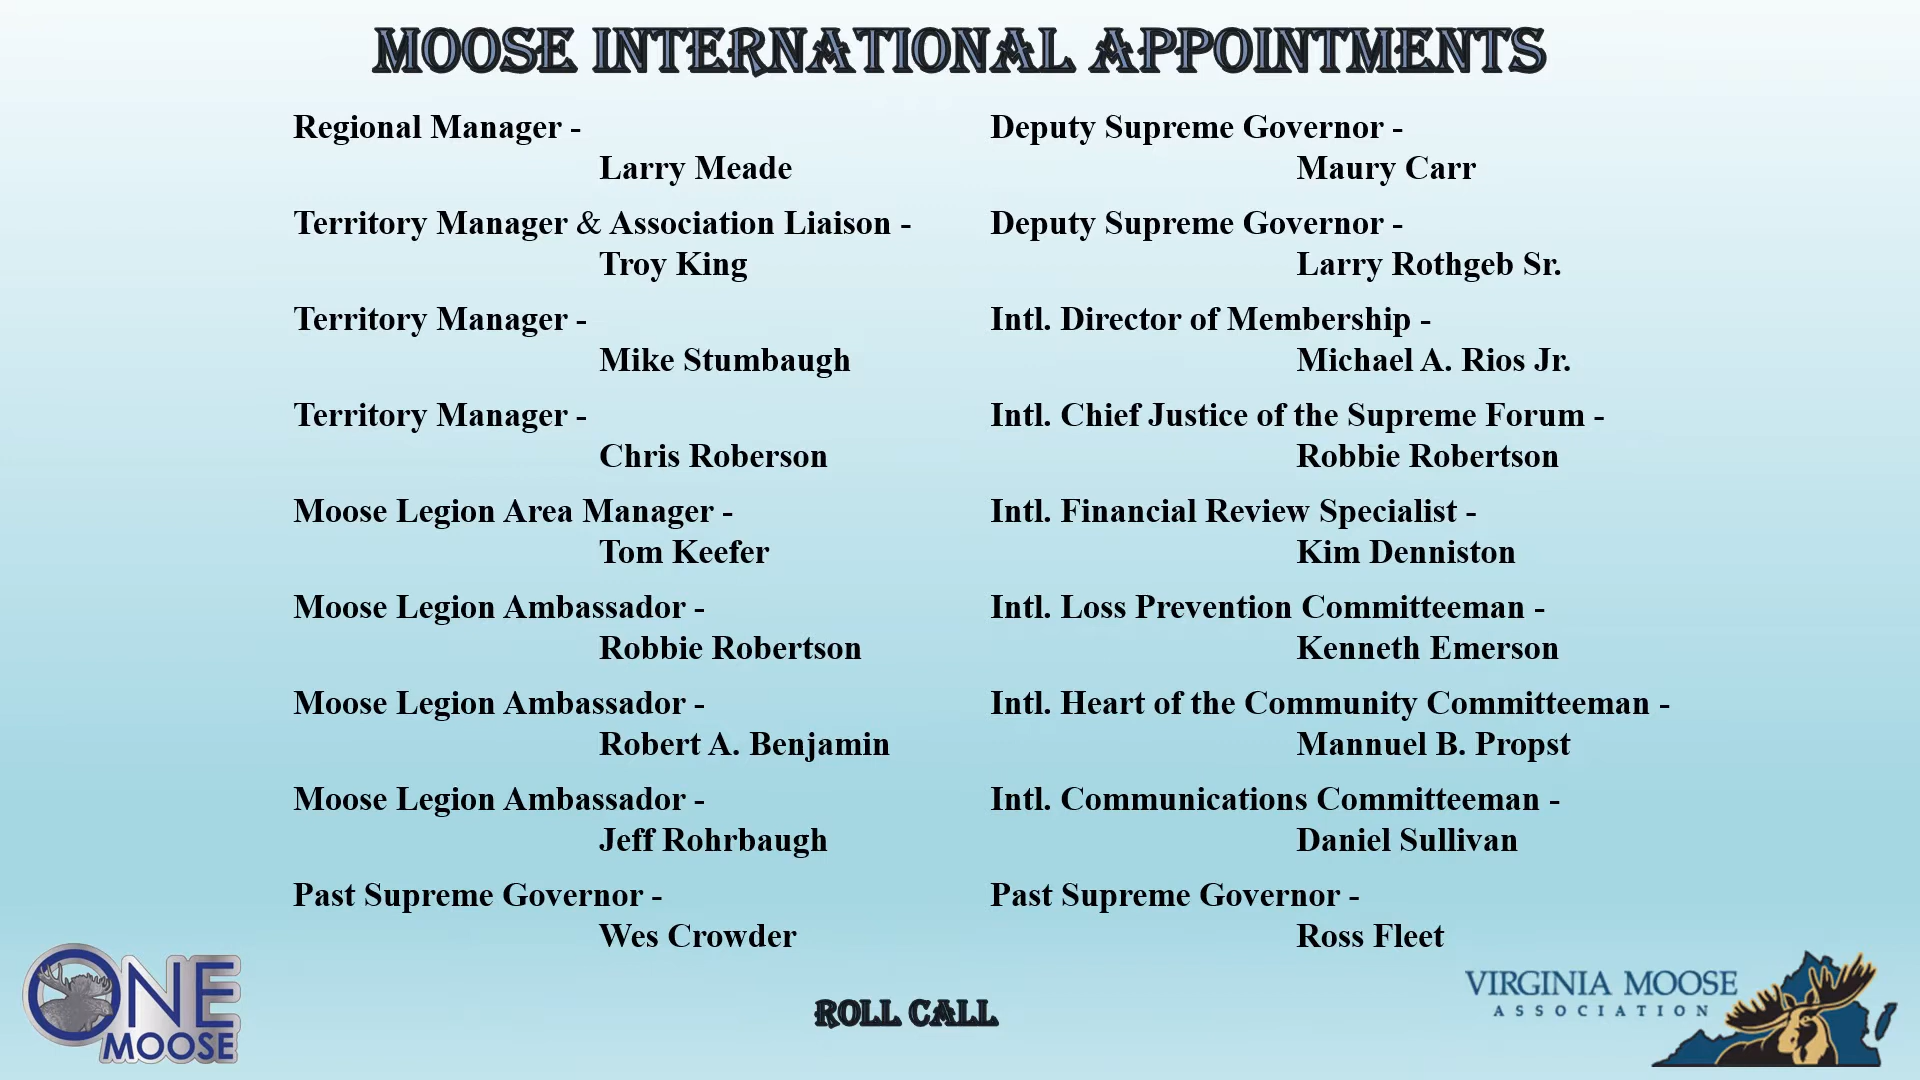 MOOSE INTERNATIONAL APPOINTMENTS
Regional Manager -
Larry Meade
Territory Manager & Association Liaison -
Troy King
Territory Manager -
Mike Stumbaugh
Territory Manager -
Chris Roberson
Moose Legion Area Manager -
Tom Keefer
Moose Legion Ambassador -
Robbie Robertson
Moose Legion Ambassador -
Robert A. Benjamin
Moose Legion Ambassador -
Jeff Rohrbaugh
Past Supreme Governor -
Wes Crowder
Deputy Supreme Governor -
Maury Carr
Deputy Supreme Governor -
Larry Rothgeb Sr.
Intl. Director of Membership -
Michael A. Rios Jr.
Intl. Chief Justice of the Supreme Forum -
Robbie Robertson
Intl. Financial Review Specialist -
Kim Denniston
Intl. Loss Prevention Committeeman -
Kenneth Emerson
Intl. Heart of the Community Committeeman -
Mannuel B. Propst
Intl. Communications Committeeman -
Daniel Sullivan
Past Supreme Governor -
Ross Fleet
ONE
MOOSE
ROLL CALL
VIRGINIA MOOSE
ASSOCIATION